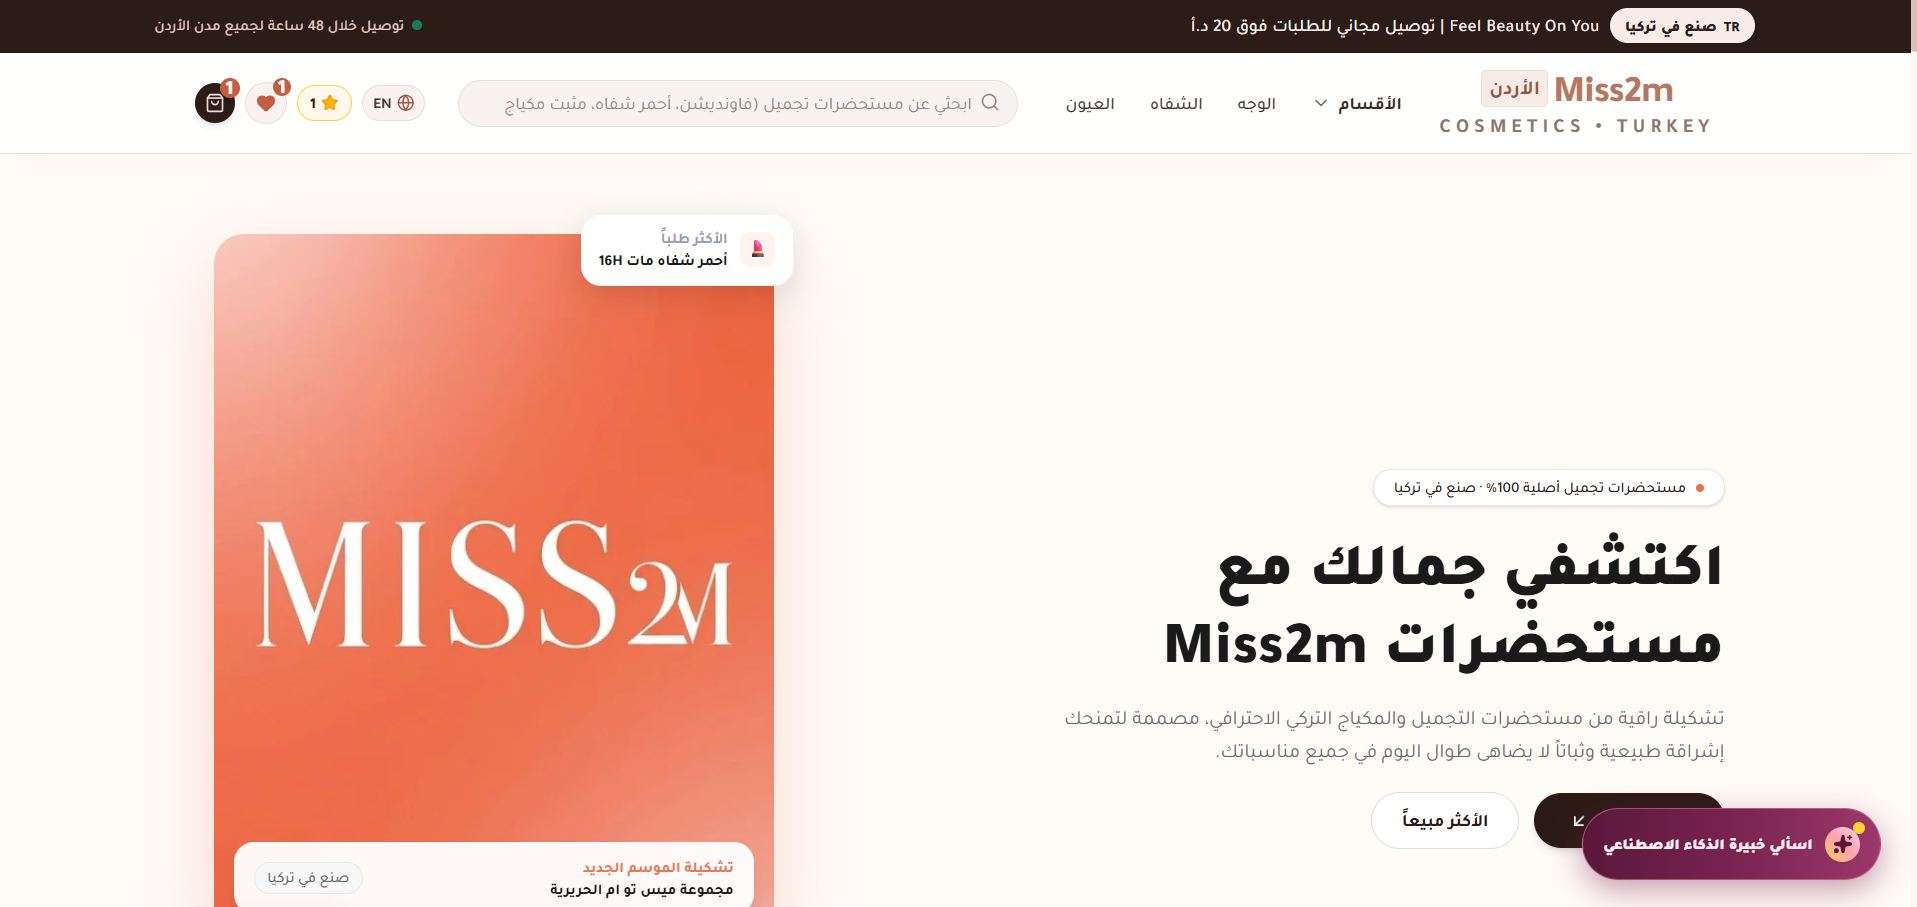 TR صنع في تركيا
Feel Beauty On You | توصيل مجاني للطلبات فوق 20 د.أ
توصيل خلال 48 ساعة لجميع مدن الأردن
Miss2m الأردن
COSMETICS • TURKEY
الأقسام
الوجه
الشفاه
العيون
ابحثي عن مستحضرات تجميل (فاونديشن، أحمر شفاه، مثبت مكياج
EN
1
1
1
الأكثر طلباً
أحمر شفاه مات 16H
MISS2M
مستحضرات تجميل أصلية 100% · صنع في تركيا
اكتشفي جمالك مع
مستحضرات Miss2m
تشكيلة راقية من مستحضرات التجميل والمكياج التركي الاحترافي، مصممة لتمنحك
إشراقة طبيعية وثباتاً لا يضاهى طوال اليوم في جميع مناسباتك.
الأكثر مبيعاً
اسألي خبيرة الذكاء الاصطناعي
تشكيلة الموسم الجديد
مجموعة ميس تو ام الحريرية
صنع في تركيا